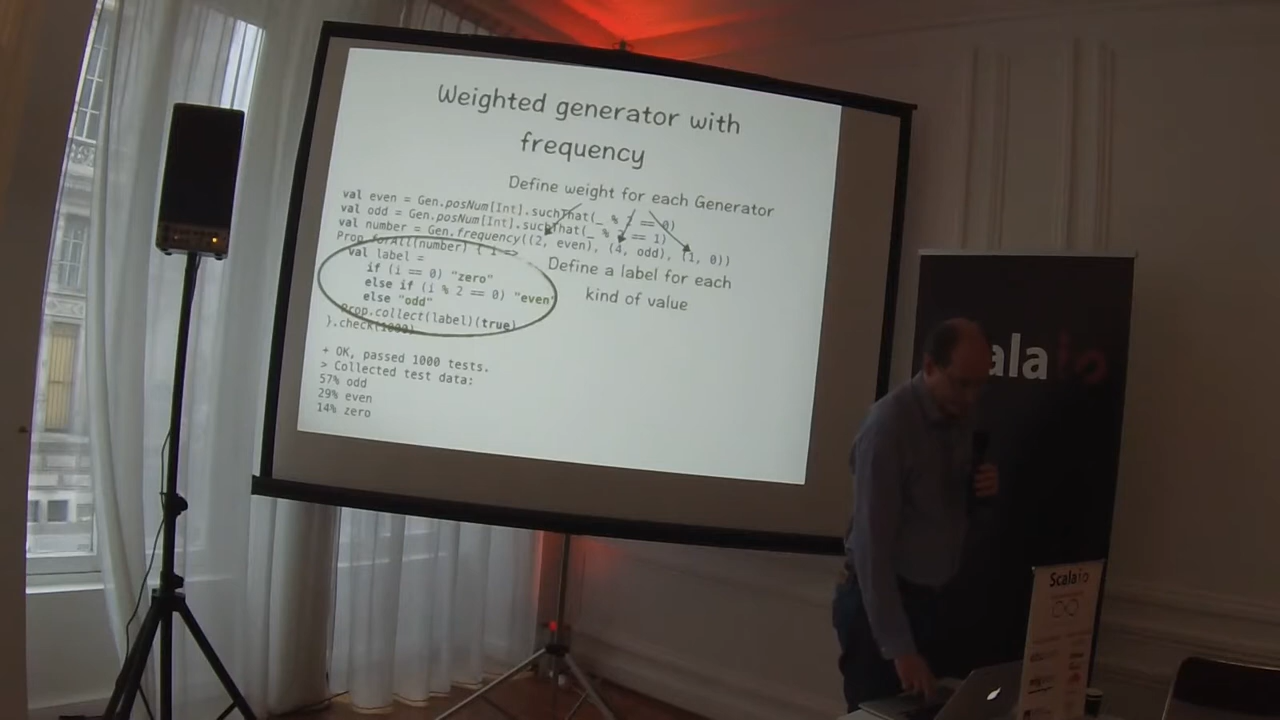 Weighted generator with
frequency
Define weight for each Generator
val even = Gen.posNum[Int].suchThat(_ % 2 == 0)
val odd = Gen.posNum[Int].suchThat(_ % 2 == 1)
val number = Gen.frequency((2, even), (4, odd), (1, 0))
Prop.forAll(number) { i =>
Define a label for each
kind of value
val label =
if (i == 0) "zero"
else if (i % 2 == 0) "even"
else "odd"
Prop.collect(label)(true)
}.check(1000)
+ OK, passed 1000 tests.
> Collected test data:
57% odd
29% even
14% zero
ala io
Scala io